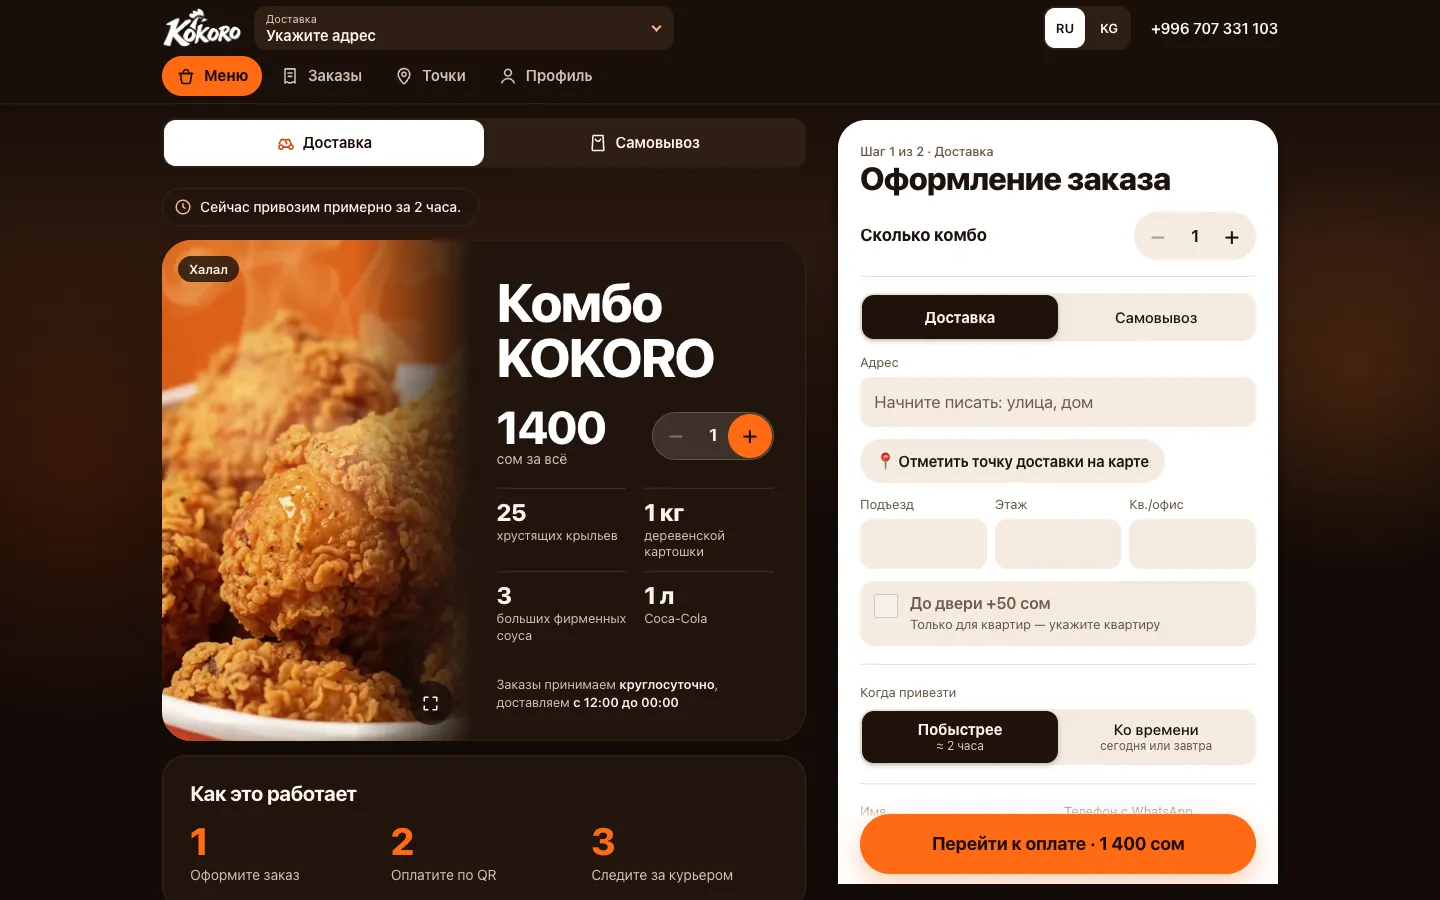 KOKORO
Доставка
Укажите адрес
RU
KG
+996 707 331 103
Меню
Заказы
Точки
Профиль
Доставка
Самовывоз
Сейчас привозим примерно за 2 часа.
Халал
Комбо
KOKORO
1400
сом за всё
− 1 +
25
хрустящих крыльев
1 кг
деревенской
картошки
3
больших фирменных
соуса
1 л
Coca-Cola
Заказы принимаем круглосуточно,
доставляем с 12:00 до 00:00
Как это работает
1
Оформите заказ
2
Оплатите по QR
3
Следите за курьером
Шаг 1 из 2 · Доставка
Оформление заказа
Сколько комбо
− 1 +
Доставка
Самовывоз
Адрес
Начните писать: улица, дом
📍 Отметить точку доставки на карте
Подъезд
Этаж
Кв./офис
До двери +50 сом
Только для квартир — укажите квартиру
Когда привезти
Побыстрее
≈ 2 часа
Ко времени
сегодня или завтра
Имя
Телефон с WhatsApp
Перейти к оплате · 1 400 сом